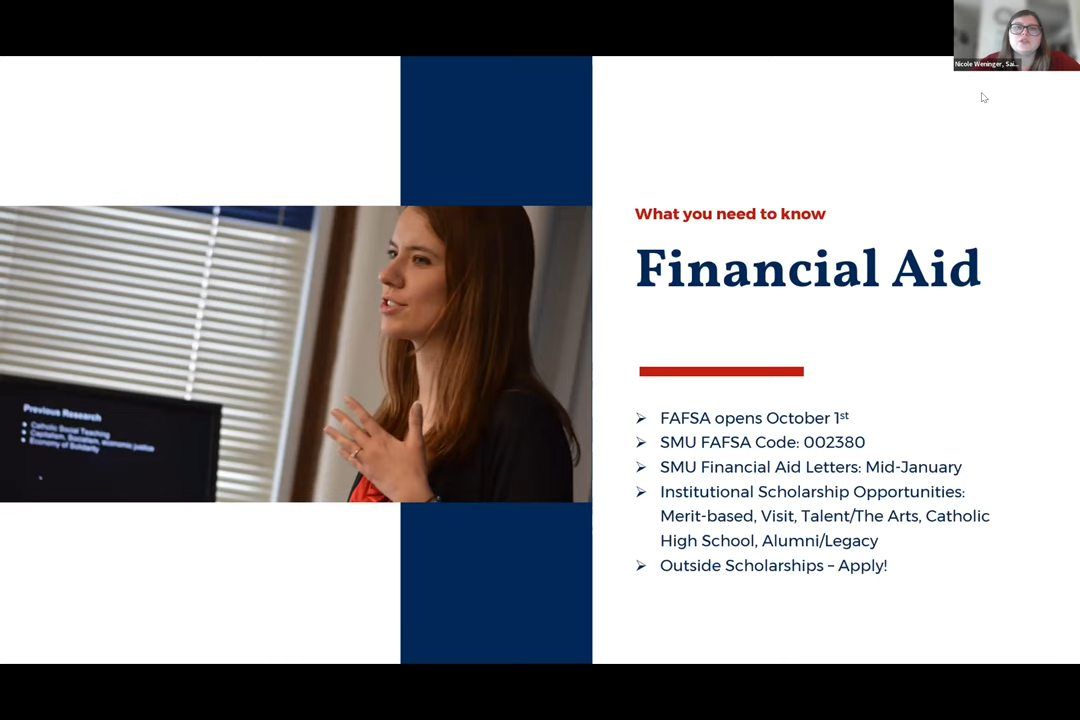 Nicole Weninger, Sai...
What you need to know
Financial Aid
Previous Research
Catholic Social Teaching
Capitalism, Socialism, economic justice
Economy of Solidarity
➢ FAFSA opens October 1st
➢ SMU FAFSA Code: 002380
➢ SMU Financial Aid Letters: Mid-January
➢ Institutional Scholarship Opportunities:
Merit-based, Visit, Talent/The Arts, Catholic
High School, Alumni/Legacy
➢ Outside Scholarships – Apply!